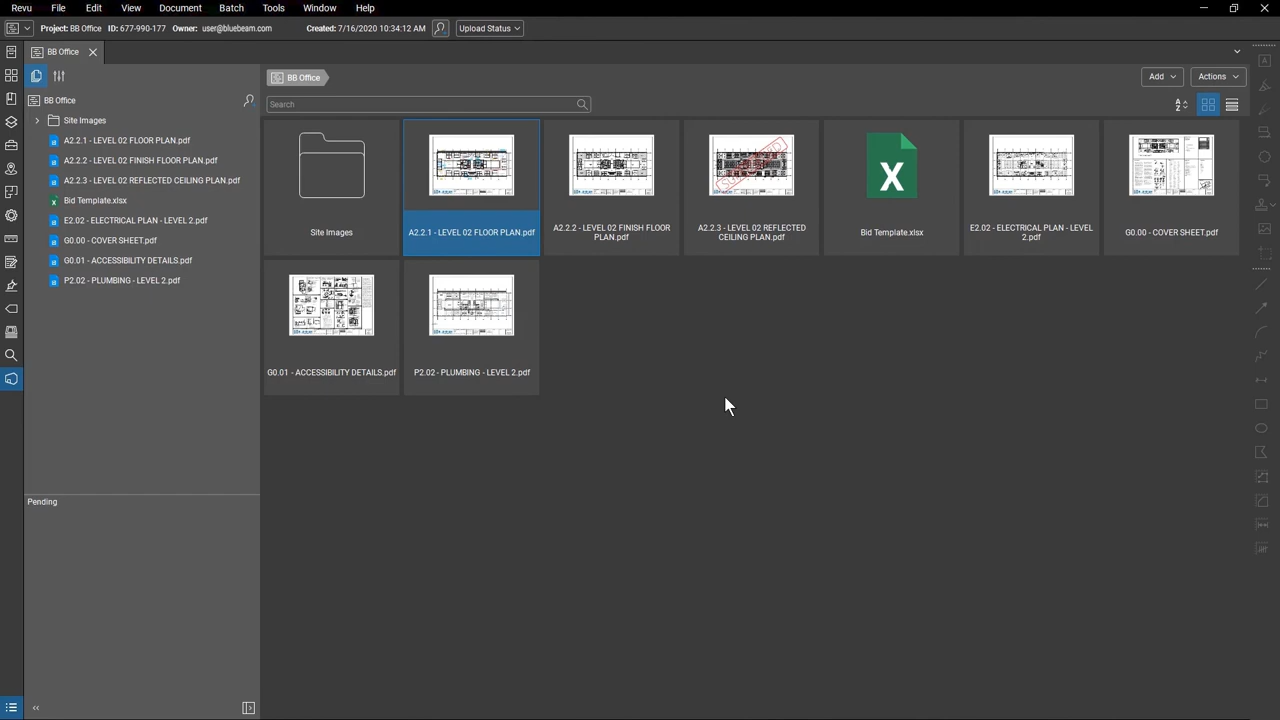 Revu File Edit View Document Batch Tools Window Help
Project: BB Office ID: 677-990-177 Owner: user@bluebeam.com Created: 7/16/2020 10:34:12 AM Upload Status
BB Office
BB Office
Add Actions
BB Office
Search
Site Images
A2.2.1 - LEVEL 02 FLOOR PLAN.pdf
A2.2.2 - LEVEL 02 FINISH FLOOR PLAN.pdf
A2.2.3 - LEVEL 02 REFLECTED CEILING PLAN.pdf
Bid Template.xlsx
E2.02 - ELECTRICAL PLAN - LEVEL 2.pdf
G0.00 - COVER SHEET.pdf
G0.01 - ACCESSIBILITY DETAILS.pdf
P2.02 - PLUMBING - LEVEL 2.pdf
Pending
X
Site Images
A2.2.1 - LEVEL 02 FLOOR PLAN.pdf
A2.2.2 - LEVEL 02 FINISH FLOOR
PLAN.pdf
A2.2.3 - LEVEL 02 REFLECTED
CEILING PLAN.pdf
Bid Template.xlsx
E2.02 - ELECTRICAL PLAN - LEVEL
2.pdf
G0.00 - COVER SHEET.pdf
G0.01 - ACCESSIBILITY DETAILS.pdf
P2.02 - PLUMBING - LEVEL 2.pdf